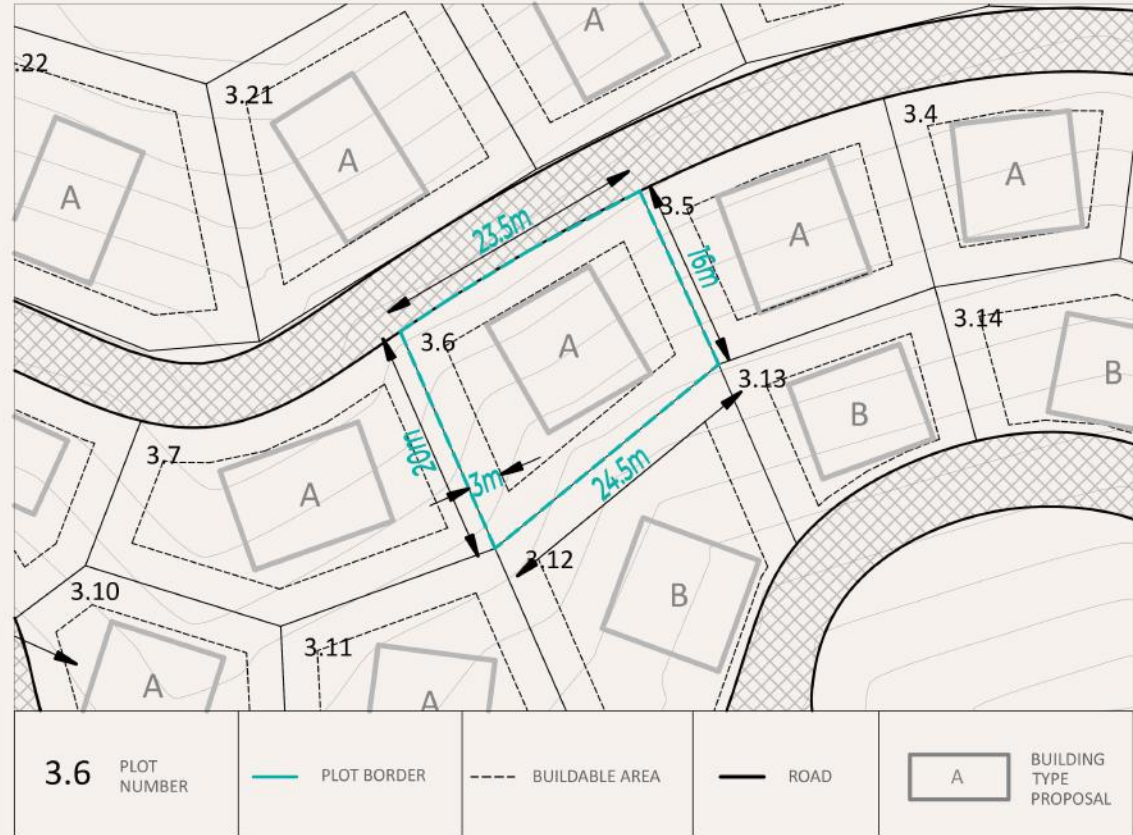 A
.22
3.21
A
A
3.4
A
3.5
A
23.5m
16m
3.6
A
3.14
B
3.13
B
3.7
A
20m
3m
24.5m
3.12
B
3.10
A
3.11
A
3.6
PLOT
NUMBER
PLOT BORDER
BUILDABLE AREA
ROAD
A
BUILDING
TYPE
PROPOSAL